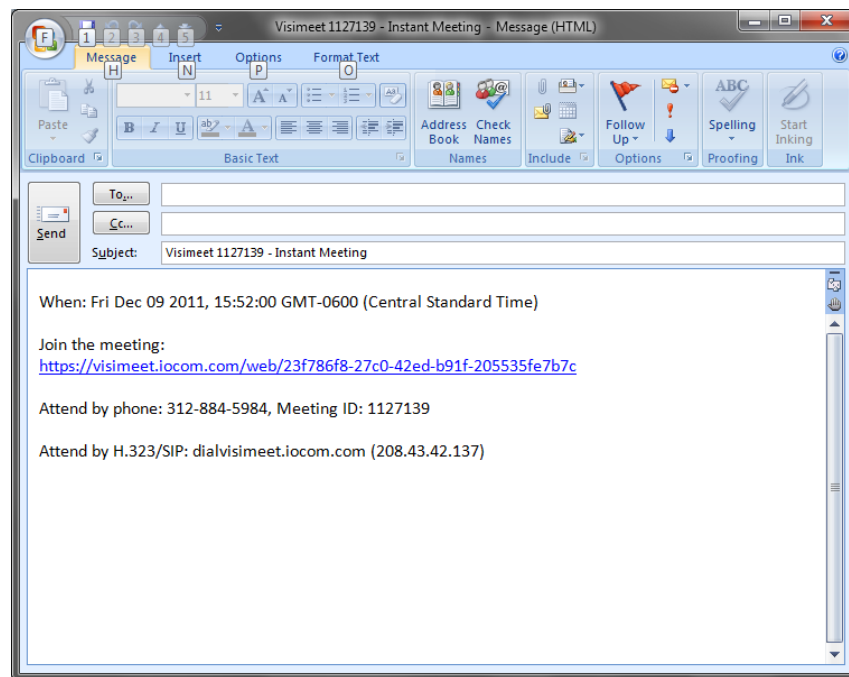 Visimeet 1127139 - Instant Meeting - Message (HTML)
F 1 2 3 4 5
Message Insert Options Format Text
H N P O
Paste
11
B I U ab A
Address Book
Check Names
Follow Up
ABC
Spelling
Start Inking
Clipboard Basic Text Names Include Options Proofing Ink
To...
Cc...
Send
Subject: Visimeet 1127139 - Instant Meeting
When: Fri Dec 09 2011, 15:52:00 GMT-0600 (Central Standard Time)
Join the meeting:
https://visimeet.iocom.com/web/23f786f8-27c0-42ed-b91f-205535fe7b7c
Attend by phone: 312-884-5984, Meeting ID: 1127139
Attend by H.323/SIP: dialvisimeet.iocom.com (208.43.42.137)